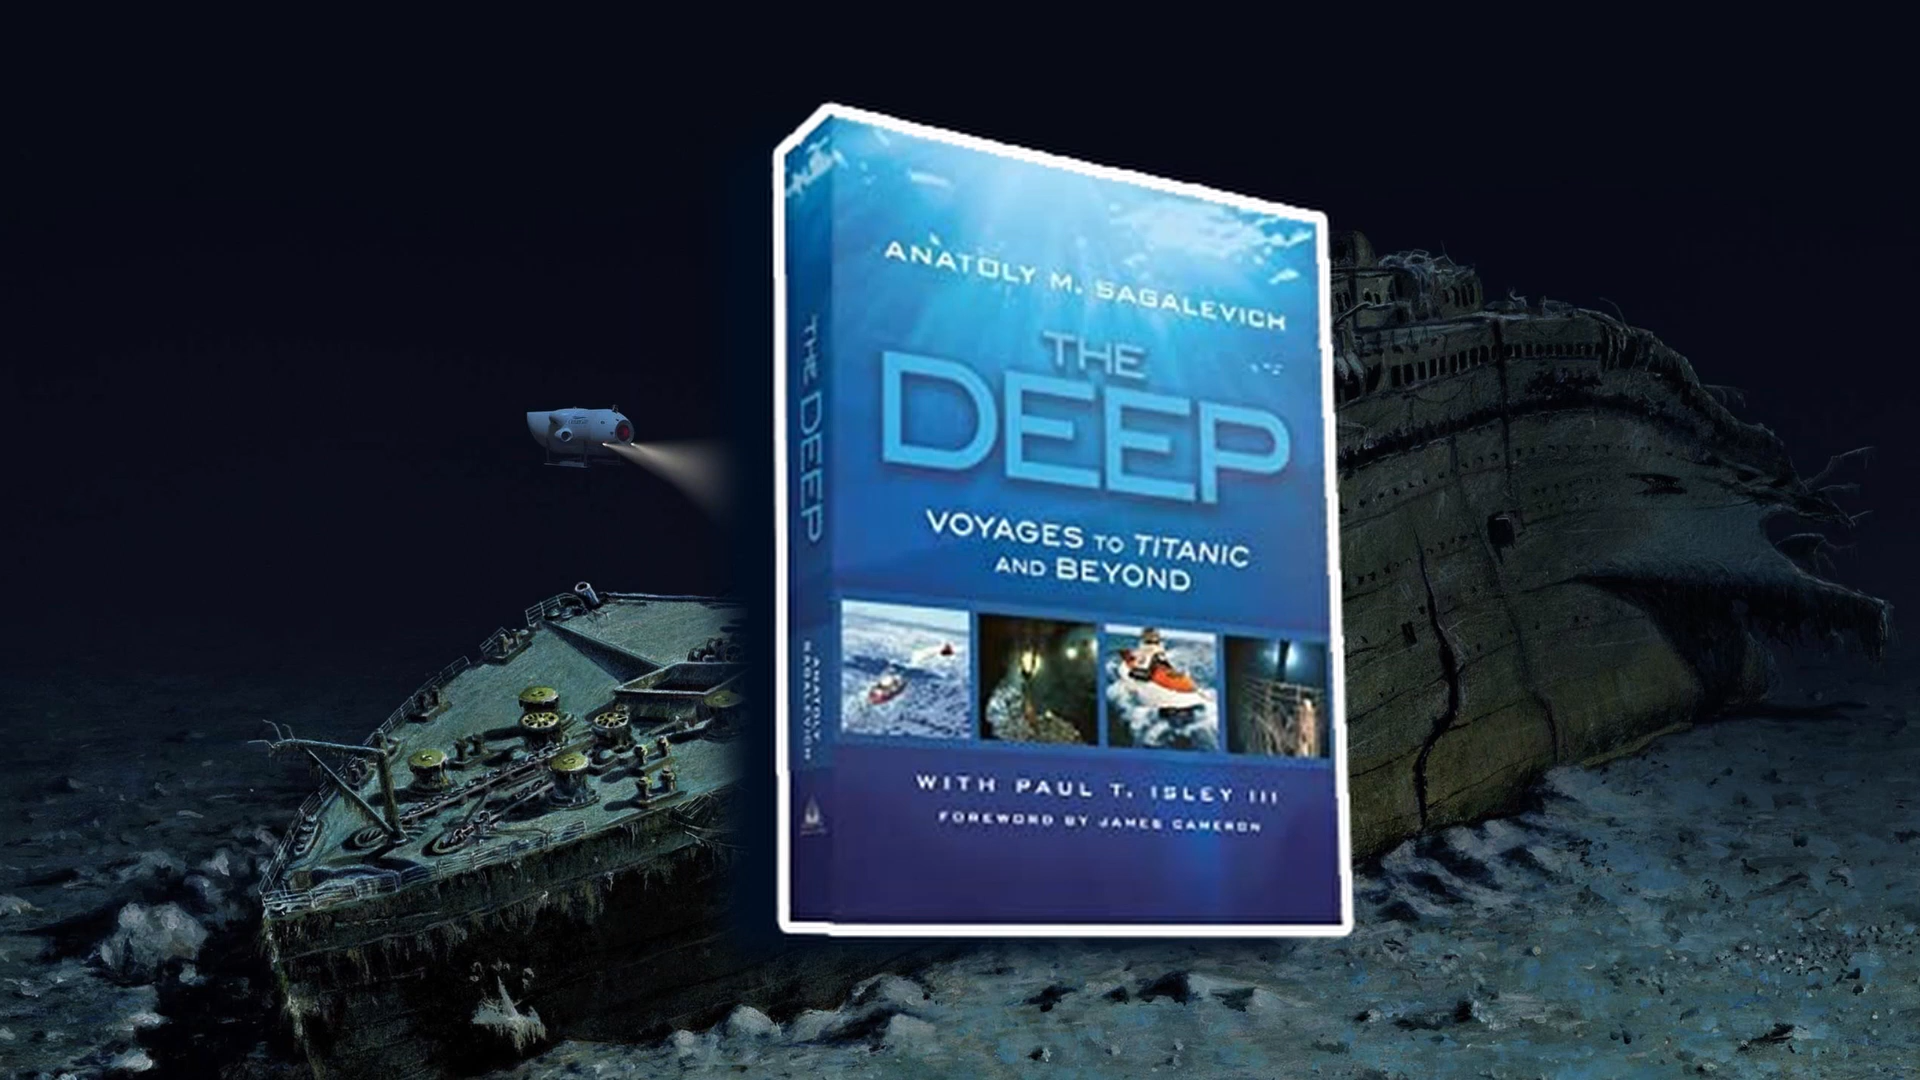 ANATOLY M. SAGALEVICH
THE
DEEP
VOYAGES TO TITANIC
AND BEYOND
WITH PAUL T. ISLEY III
FOREWORD BY JAMES CAMERON
THE DEEP
ANATOLY
SAGALEVICH